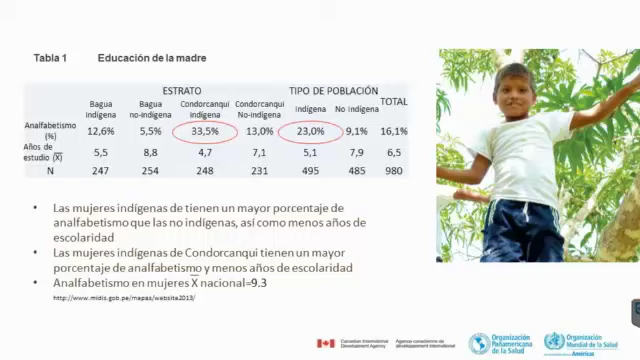 Tabla 1 Educación de la madre
ESTRATO TIPO DE POBLACIÓN
Bagua indígena Bagua no-indígena Condorcanqui indígena Condorcanqui No-indígena Indígena No Indígena TOTAL
Analfabetismo (%) 12,6% 5,5% 33,5% 13,0% 23,0% 9,1% 16,1%
Años de estudio (X̅) 5,5 8,8 4,7 7,1 5,1 7,9 6,5
N 247 254 248 231 495 485 980
• Las mujeres indígenas de tienen un mayor porcentaje de
analfabetismo que las no indígenas, así como menos años de
escolaridad
• Las mujeres indígenas de Condorcanqui tienen un mayor
porcentaje de analfabetismo y menos años de escolaridad
• Analfabetismo en mujeres X̅ nacional=9.3
http://www.midis.gob.pe/mapas/website2013/
Canadian International Development Agency
Agence canadienne de développement international
Organización Panamericana de la Salud
Organización Mundial de la Salud
Américas